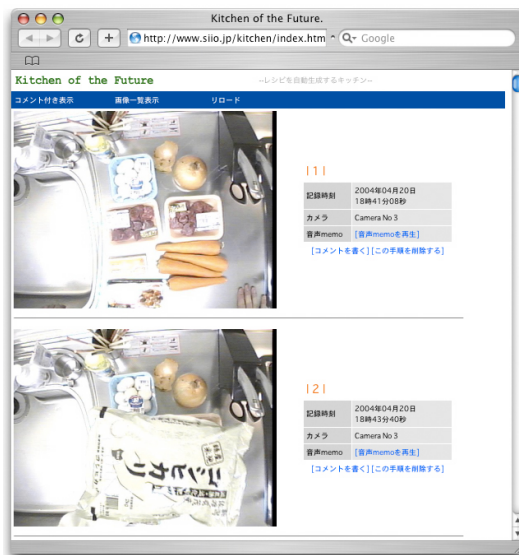 Kitchen of the Future.
http://www.siio.jp/kitchen/index.htm
Google
Kitchen of the Future
~レシピを自動生成するキッチン~
コメント付き表示 画像一覧表示 リロード
|1|
記録時刻 2004年04月20日
18時41分08秒
カメラ Camera No 3
音声memo [音声memoを再生]
[コメントを書く] [この手順を削除する]
|2|
記録時刻 2004年04月20日
18時43分40秒
カメラ Camera No 3
音声memo [音声memoを再生]
[コメントを書く] [この手順を削除する]
コシヒカリ